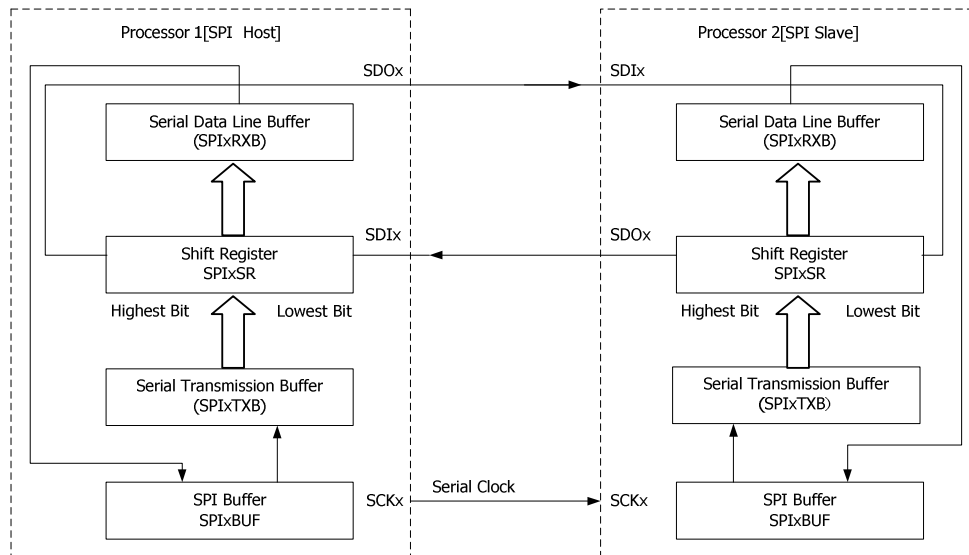 Processor 1[SPI Host]
Processor 2[SPI Slave]
SDOx
SDIx
Serial Data Line Buffer
(SPIxRXB)
Serial Data Line Buffer
(SPIxRXB)
SDIx
SDOx
Shift Register
SPIxSR
Shift Register
SPIxSR
Highest Bit
Lowest Bit
Highest Bit
Lowest Bit
Serial Transmission Buffer
(SPIxTXB)
Serial Transmission Buffer
(SPIxTXB)
SPI Buffer
SPIxBUF
SCKx
Serial Clock
SCKx
SPI Buffer
SPIxBUF